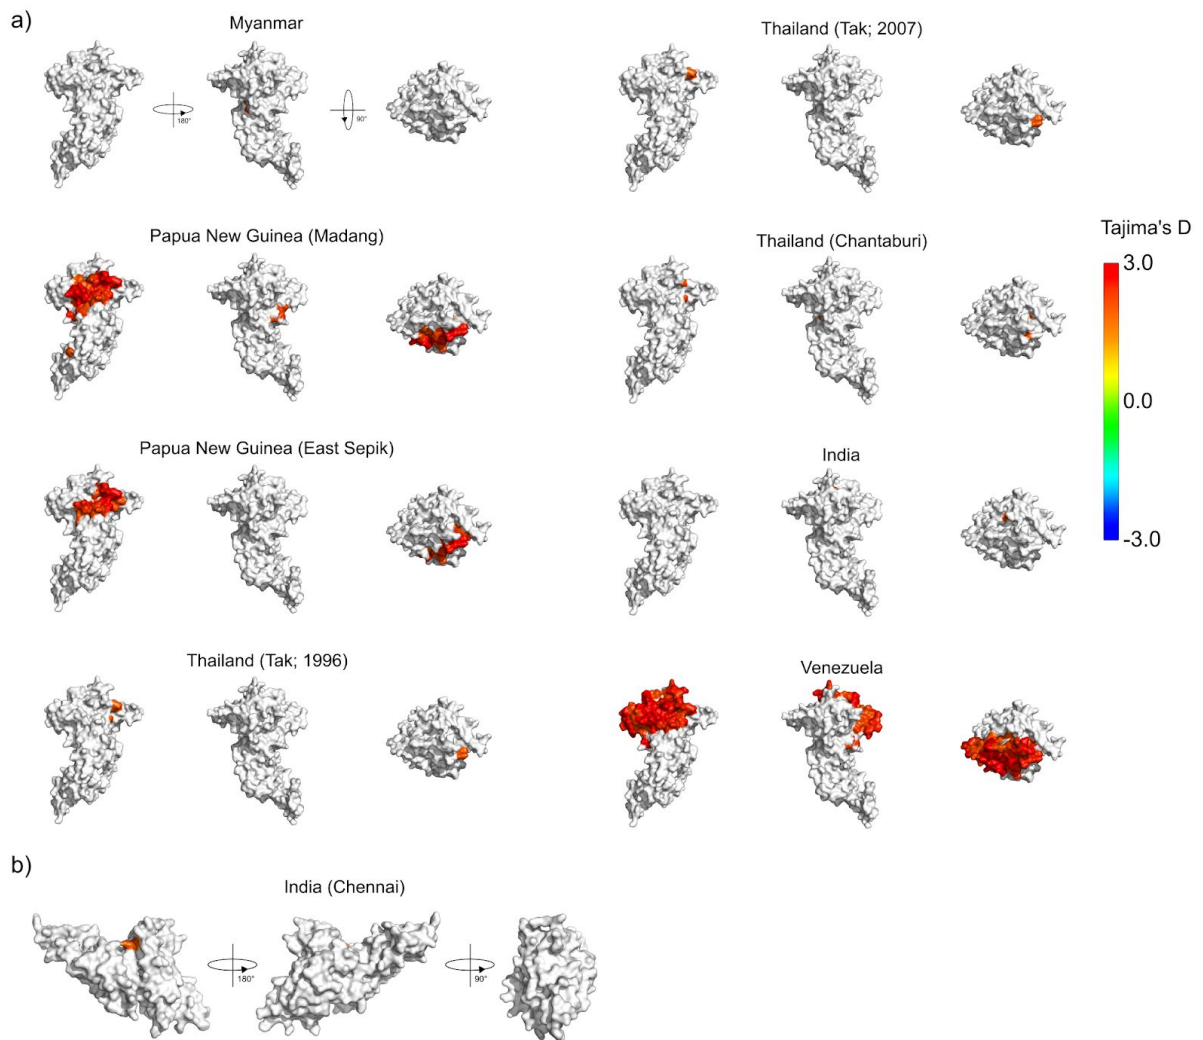 a)
Myanmar
180°
90°
Thailand (Tak; 2007)
Papua New Guinea (Madang)
Thailand (Chantaburi)
Tajima's D
3.0
0.0
-3.0
Papua New Guinea (East Sepik)
India
Thailand (Tak; 1996)
Venezuela
b)
India (Chennai)
180°
90°